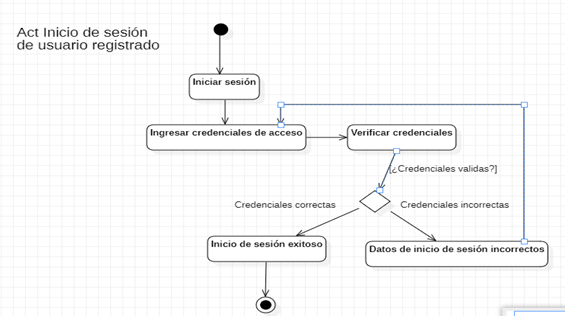 Act Inicio de sesión
de usuario registrado
Iniciar sesión
Ingresar credenciales de acceso
Verificar credenciales
[¿Credenciales validas?]
Credenciales correctas
Credenciales incorrectas
Inicio de sesión exitoso
Datos de inicio de sesión incorrectos